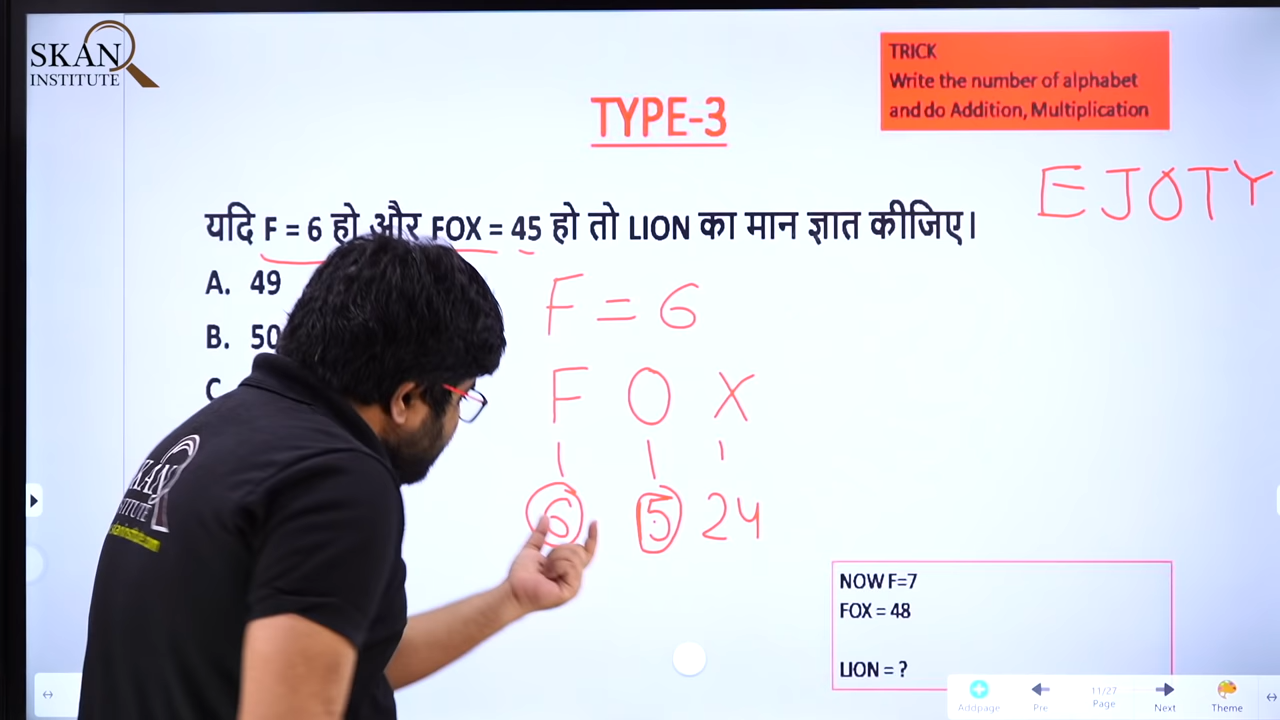 SKAN
INSTITUTE
TRICK
Write the number of alphabet
and do Addition, Multiplication
TYPE-3
EJOTY
यदि F = 6 हो और FOX = 45 हो तो LION का मान ज्ञात कीजिए।
A. 49
B. 50
C
F = 6
F O X
6 15 24
SKAN
INSTITUTE
NOW F=7
FOX = 48
LION = ?
Addpage
Pre
11/27
Page
Next
Theme